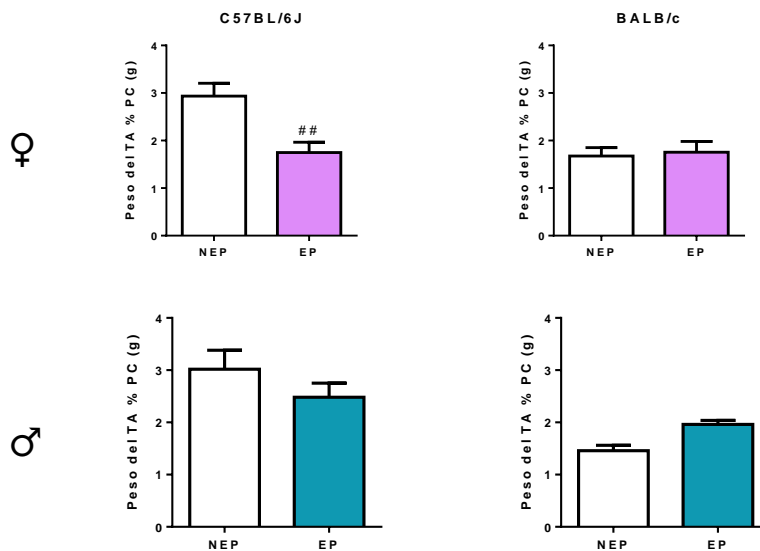 C57BL/6J
BALB/c
♀
Peso del TA % PC (g)
4
3
2
1
0
##
NEP
EP
Peso del TA % PC (g)
4
3
2
1
0
NEP
EP
♂
Peso del TA % PC (g)
4
3
2
1
0
NEP
EP
Peso del TA % PC (g)
4
3
2
1
0
NEP
EP